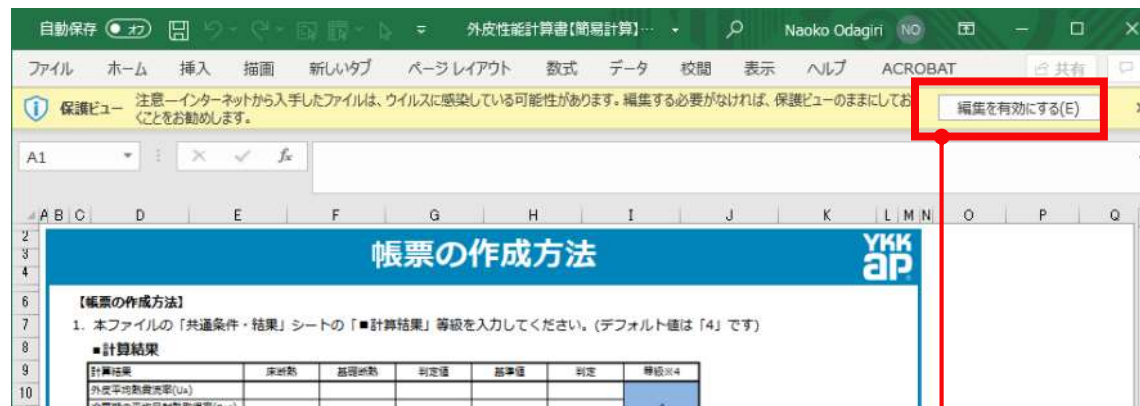 自動保存 オフ 外皮性能計算書【簡易計算】… Naoko Odagiri NO
ファイル ホーム 挿入 描画 新しいタブ ページ レイアウト 数式 データ 校閲 表示 ヘルプ ACROBAT 共有
保護ビュー 注意―インターネットから入手したファイルは、ウイルスに感染している可能性があります。編集する必要がなければ、保護ビューのままにしてお
くことをお勧めします。 編集を有効にする(E)
A1 fx
A B C D E F G H I J K L M N O P Q
2
3 帳票の作成方法 YKK
4 ap
6 【帳票の作成方法】
7 1. 本ファイルの「共通条件・結果」シートの「■計算結果」等級を入力してください。(デフォルト値は「4」です)
8 ■計算結果
9 計算結果 床断熱 基礎断熱 判定値 基準値 判定 等級※4
10 外皮平均熱貫流率(UA)